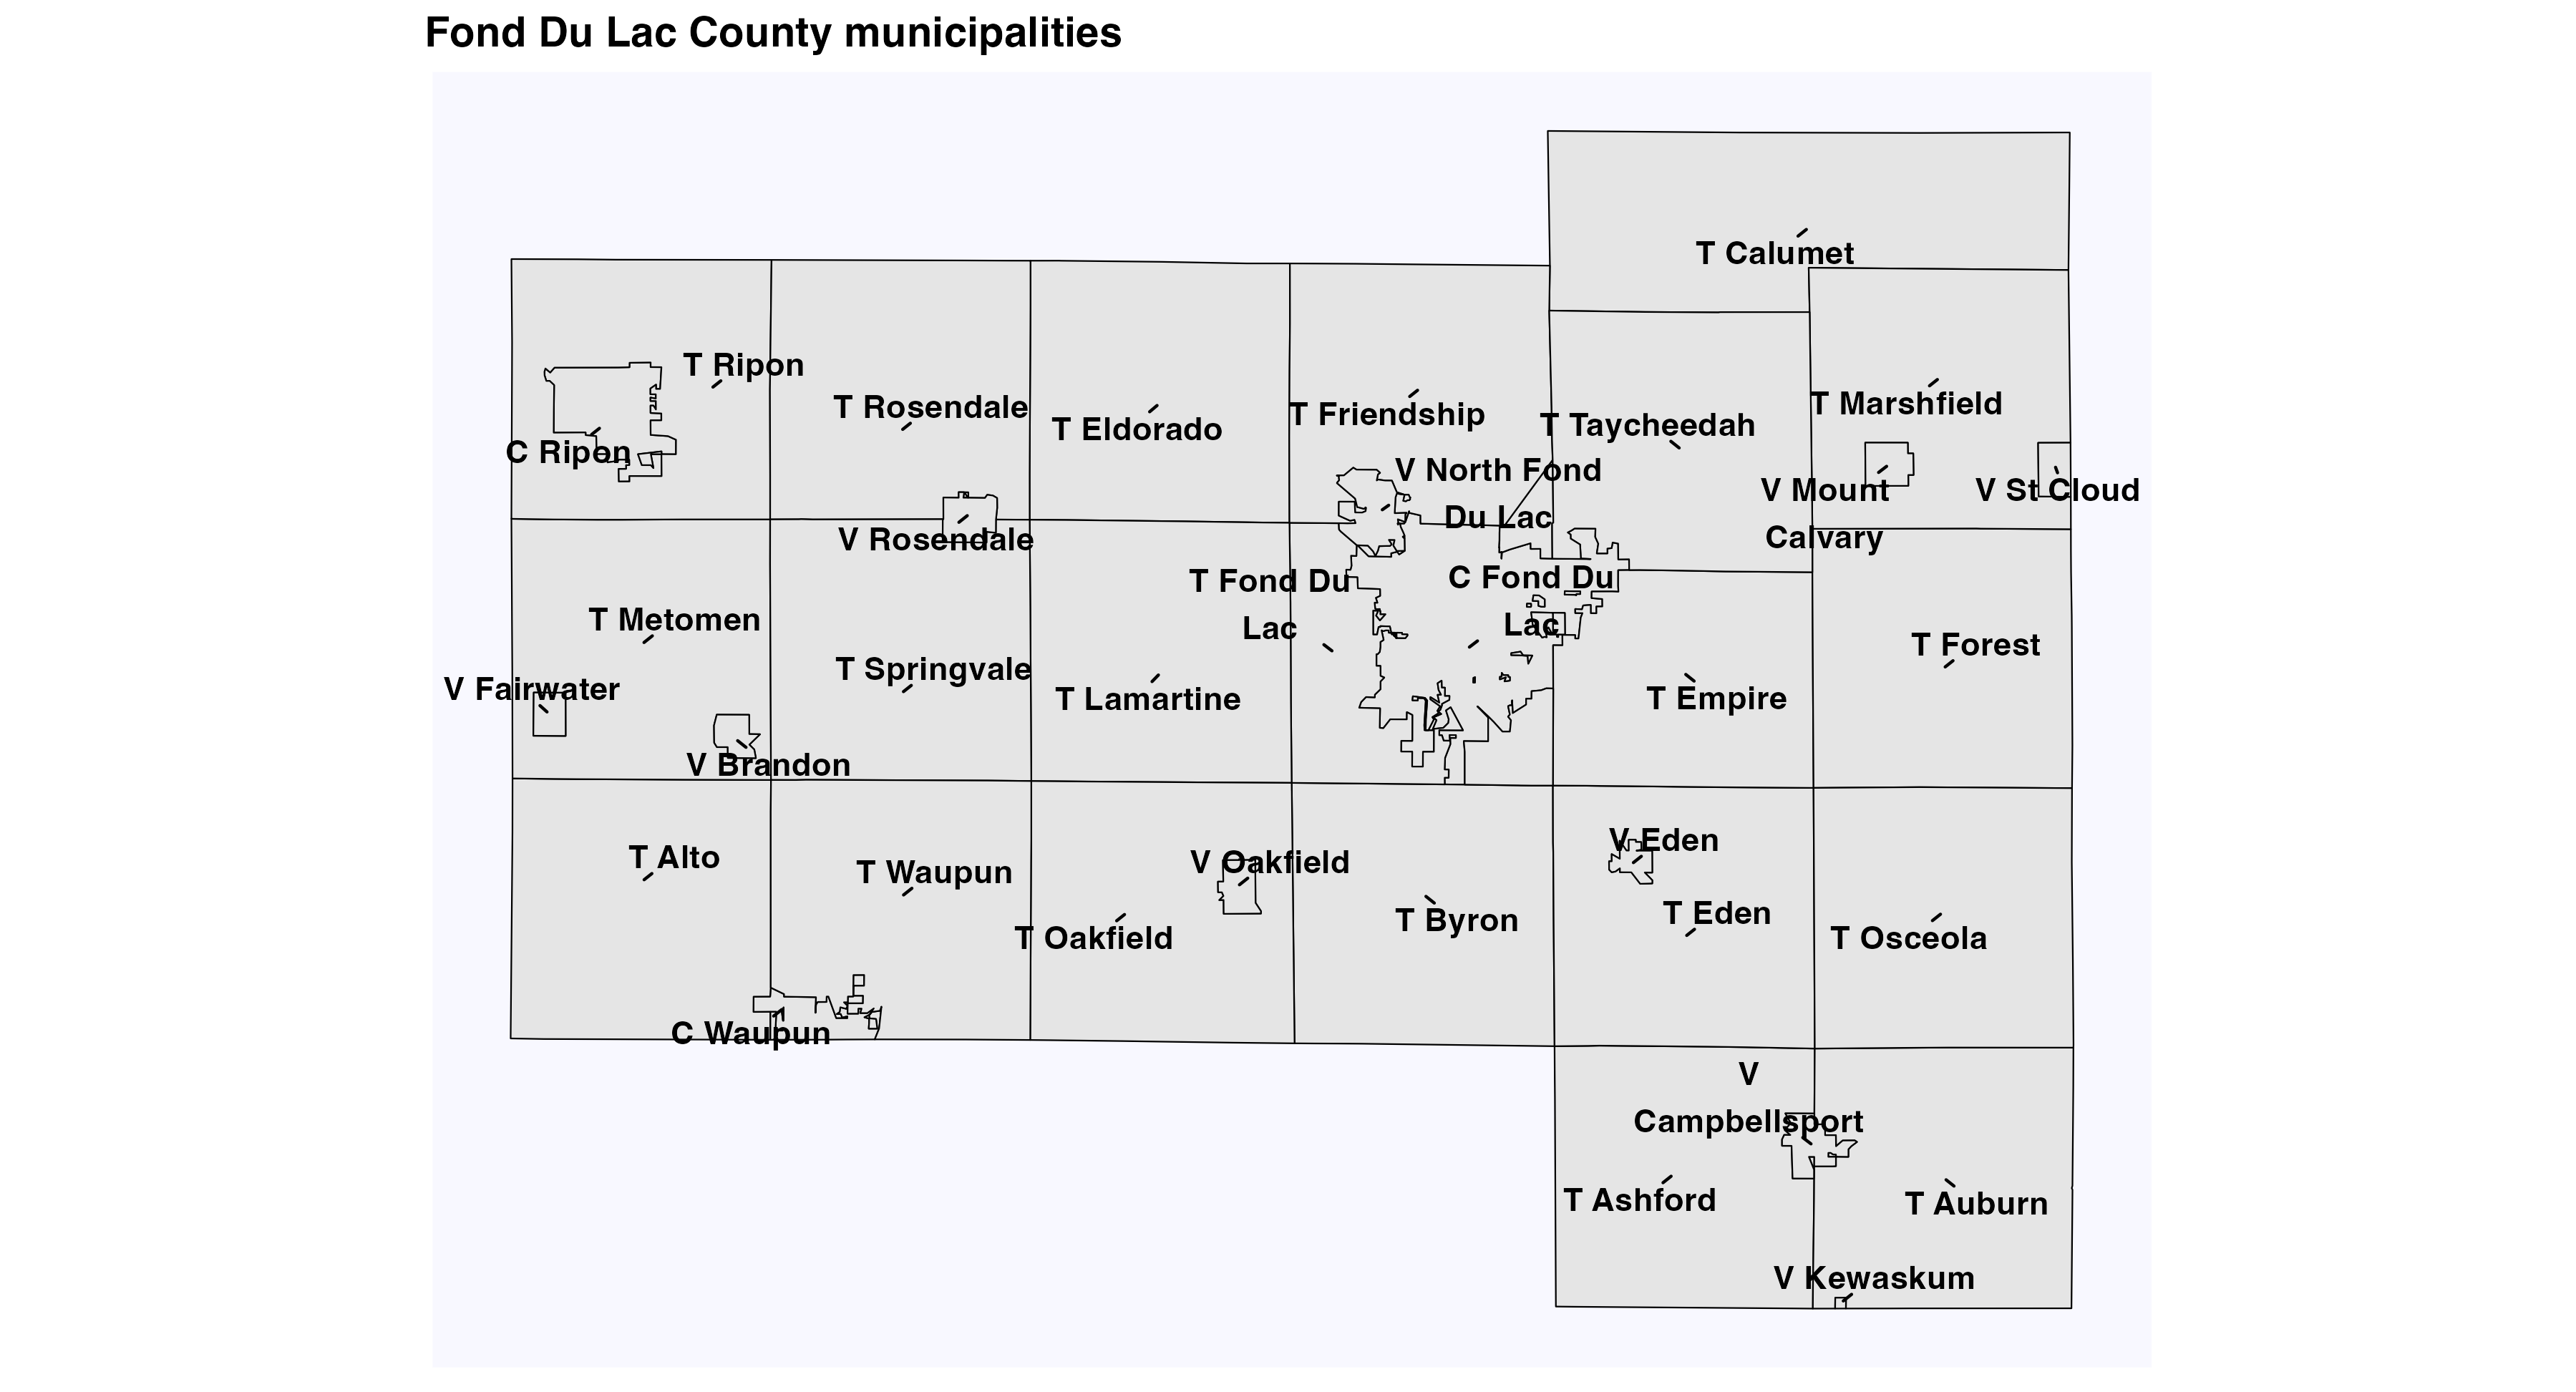 Fond Du Lac County municipalities
T Calumet
T Ripon
T Rosendale
T Eldorado
T Friendship
T Taycheedah
T Marshfield
C Ripon
V North Fond
Du Lac
V Mount
Calvary
V St Cloud
V Rosendale
T Fond Du
Lac
C Fond Du
Lac
T Metomen
T Forest
V Fairwater
T Springvale
T Lamartine
T Empire
V Brandon
T Alto
T Waupun
V Oakfield
V Eden
T Oakfield
T Byron
T Eden
T Osceola
C Waupun
V
Campbellsport
T Ashford
T Auburn
V Kewaskum